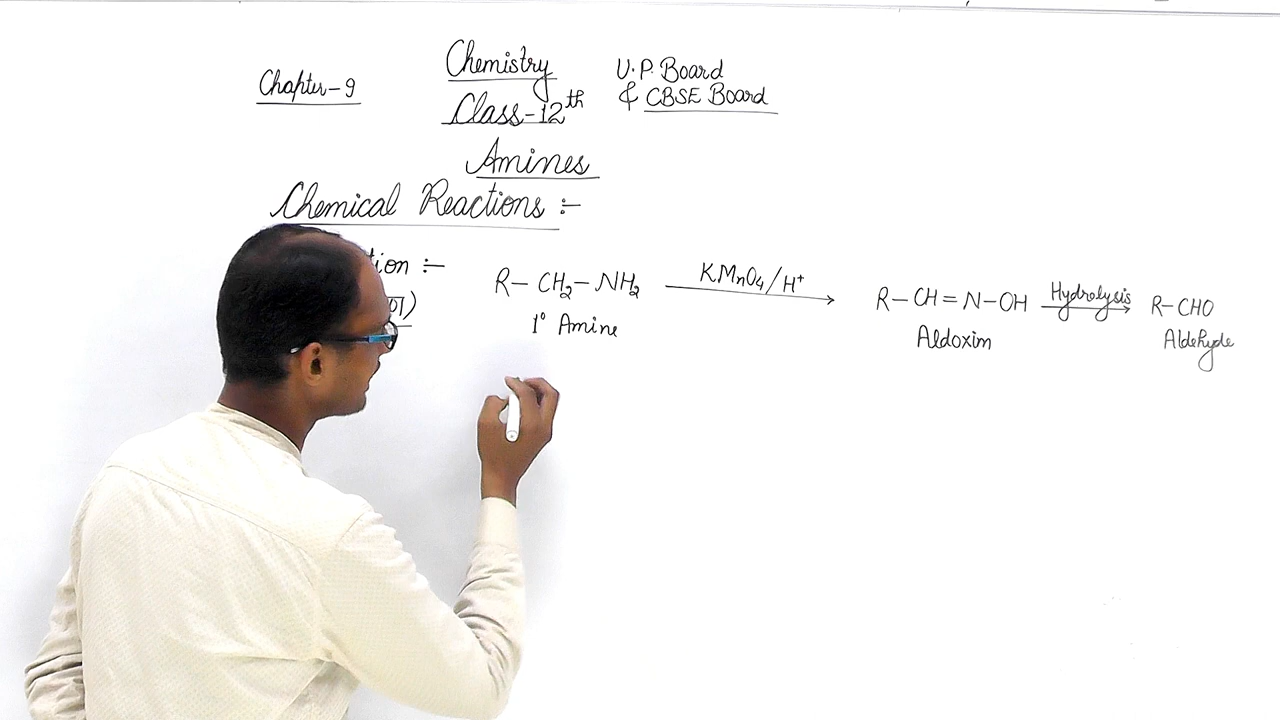 Chapter-9
Chemistry
Class-12th
U.P. Board
& CBSE Board
Amines
Chemical Reactions :-
R-CH₂-NH₂ KMnO₄/H⁺ R-CH=N-OH Hydrolysis R-CHO
1° Amine Aldoxim Aldehyde